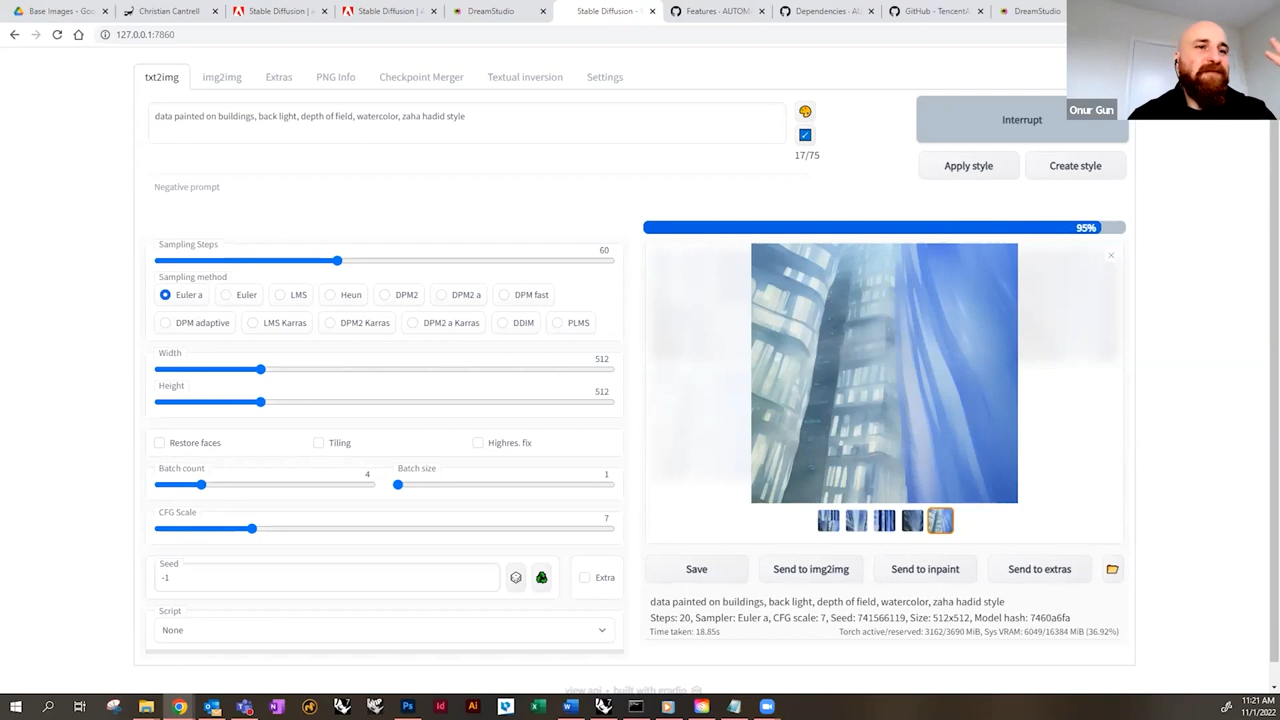 Base Images - Goo
Christian Cantrell
Stable Diffusion | A
Stable Diffusion | A
DreamStudio
Stable Diffusion -
Features · AUTOM
Dependencies · AU
GitHub - TencentA
DreamStudio
127.0.0.1:7860
txt2img
img2img
Extras
PNG Info
Checkpoint Merger
Textual inversion
Settings
data painted on buildings, back light, depth of field, watercolor, zaha hadid style
17/75
Interrupt
Onur Gun
Apply style
Create style
Negative prompt
95%
Sampling Steps
60
Sampling method
Euler a
Euler
LMS
Heun
DPM2
DPM2 a
DPM fast
DPM adaptive
LMS Karras
DPM2 Karras
DPM2 a Karras
DDIM
PLMS
Width
512
Height
512
Restore faces
Tiling
Highres. fix
Batch count
4
Batch size
1
CFG Scale
7
Seed
-1
Extra
Script
None
Save
Send to img2img
Send to inpaint
Send to extras
data painted on buildings, back light, depth of field, watercolor, zaha hadid style
Steps: 20, Sampler: Euler a, CFG scale: 7, Seed: 741566119, Size: 512x512, Model hash: 7460a6fa
Time taken: 18.85s
Torch active/reserved: 3162/3690 MiB, Sys VRAM: 6049/16384 MiB (36.92%)
view api • built with gradio
11:21 AM
11/1/2022